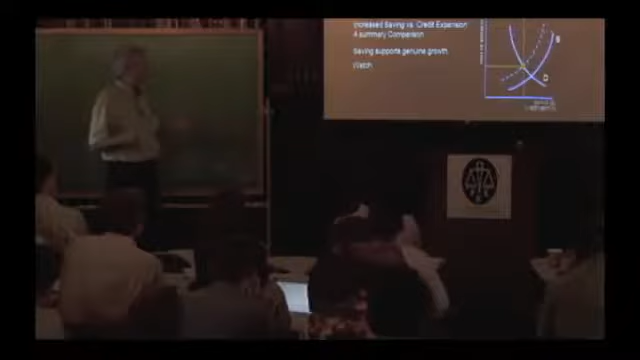 Increased Saving vs. Credit Expansion
A summary Comparison
Saving supports genuine growth.
Watch
S
D